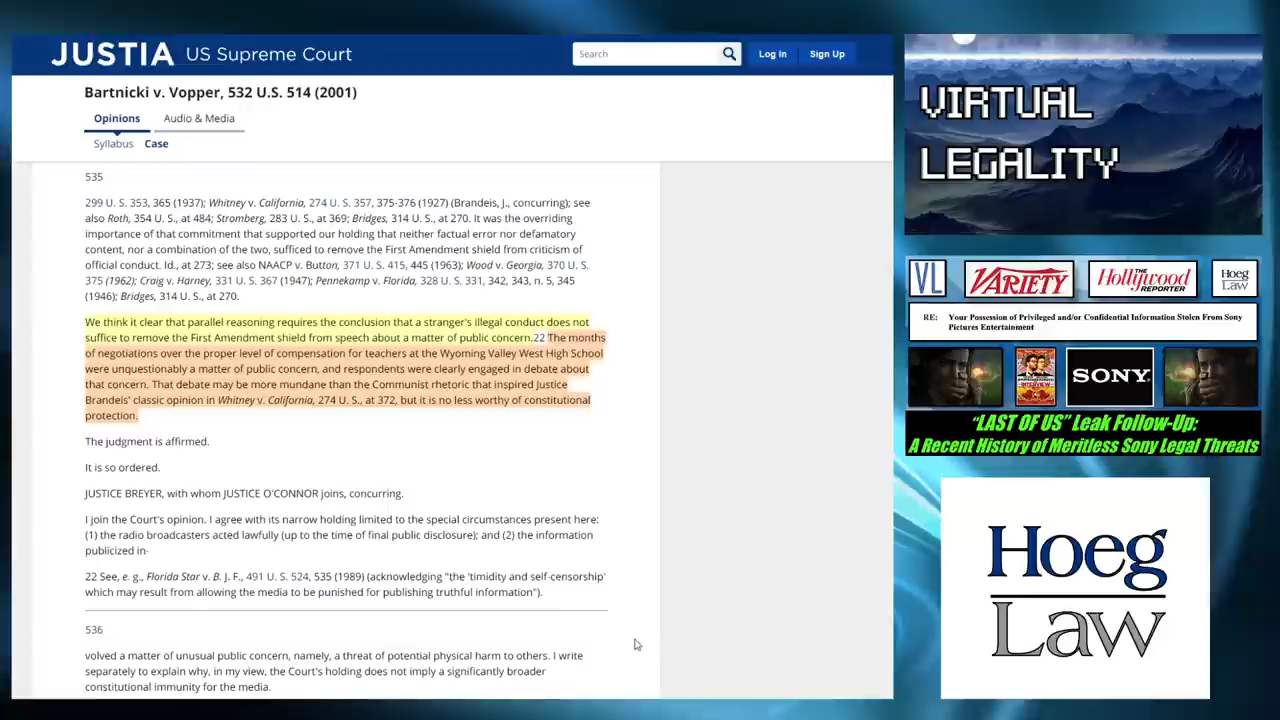 JUSTIA US Supreme Court
Search
Log In
Sign Up
Bartnicki v. Vopper, 532 U.S. 514 (2001)
Opinions
Audio & Media
Syllabus
Case
535
299 U. S. 353, 365 (1937); Whitney v. California, 274 U. S. 357, 375-376 (1927) (Brandeis, J., concurring); see
also Roth, 354 U. S., at 484; Stromberg, 283 U. S., at 369; Bridges, 314 U. S., at 270. It was the overriding
importance of that commitment that supported our holding that neither factual error nor defamatory
content, nor a combination of the two, sufficed to remove the First Amendment shield from criticism of
official conduct. Id., at 273; see also NAACP v. Button, 371 U. S. 415, 445 (1963); Wood v. Georgia, 370 U. S.
375 (1962); Craig v. Harney, 331 U. S. 367 (1947); Pennekamp v. Florida, 328 U. S. 331, 342, 343, n. 5, 345
(1946); Bridges, 314 U. S., at 270.
We think it clear that parallel reasoning requires the conclusion that a stranger's illegal conduct does not
suffice to remove the First Amendment shield from speech about a matter of public concern.22 The months
of negotiations over the proper level of compensation for teachers at the Wyoming Valley West High School
were unquestionably a matter of public concern, and respondents were clearly engaged in debate about
that concern. That debate may be more mundane than the Communist rhetoric that inspired Justice
Brandeis' classic opinion in Whitney v. California, 274 U. S., at 372, but it is no less worthy of constitutional
protection.
The judgment is affirmed.
It is so ordered.
JUSTICE BREYER, with whom JUSTICE O'CONNOR joins, concurring.
I join the Court's opinion. I agree with its narrow holding limited to the special circumstances present here:
(1) the radio broadcasters acted lawfully (up to the time of final public disclosure); and (2) the information
publicized in-
22 See, e. g., Florida Star v. B. J. F., 491 U. S. 524, 535 (1989) (acknowledging "the 'timidity and self-censorship'
which may result from allowing the media to be punished for publishing truthful information").
536
volved a matter of unusual public concern, namely, a threat of potential physical harm to others. I write
separately to explain why, in my view, the Court's holding does not imply a significantly broader
constitutional immunity for the media.
VIRTUAL
LEGALITY
VL
VARIETY
THE
Hollywood
REPORTER
Hoeg
Law
RE: Your Possession of Privileged and/or Confidential Information Stolen From Sony
Pictures Entertainment
SONY
"LAST OF US" Leak Follow-Up:
A Recent History of Meritless Sony Legal Threats
Hoeg
Law